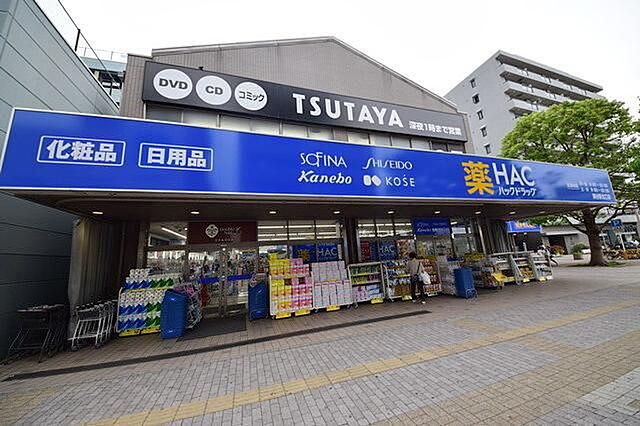 DVD CD コミック
TSUTAYA
深夜1時まで営業
化粧品 日用品
SOFINA SHISEIDO
Kanebo KOSÉ
薬 HAC
ハックドラッグ